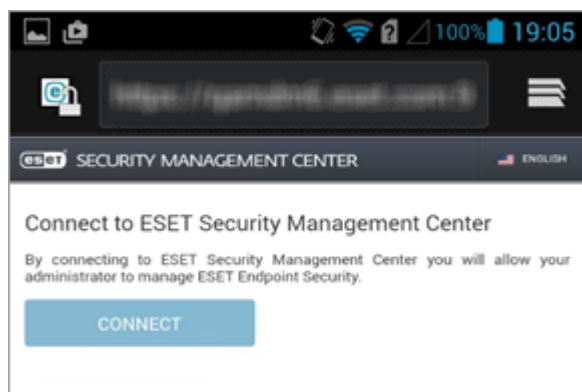 100% 19:05
eset SECURITY MANAGEMENT CENTER ENGLISH
Connect to ESET Security Management Center
By connecting to ESET Security Management Center you will allow your
administrator to manage ESET Endpoint Security.
CONNECT